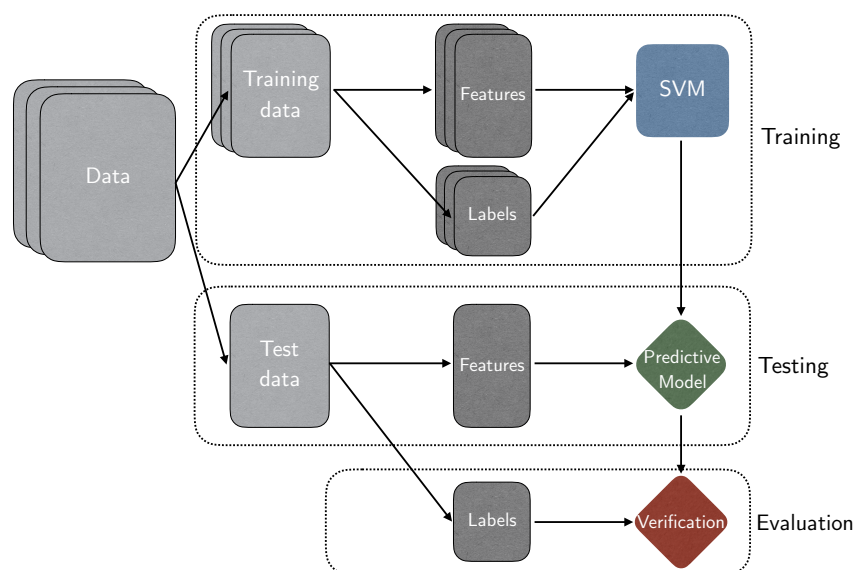 Data
Training
data
Features
Labels
SVM
Training
Test
data
Features
Predictive
Model
Testing
Labels
Verification
Evaluation